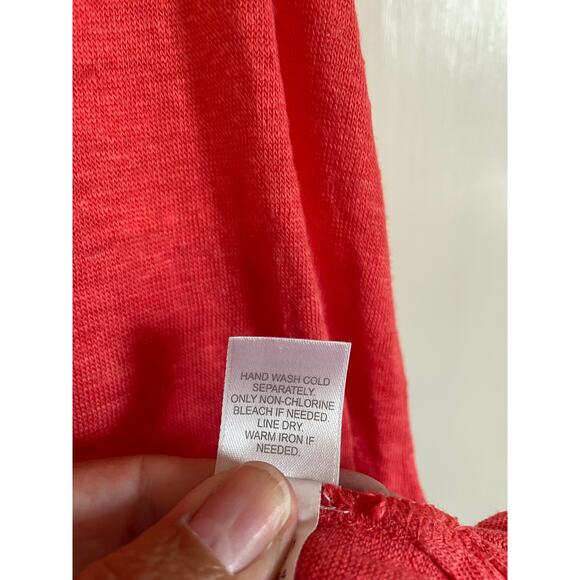 HAND WASH COLD
SEPARATELY.
ONLY NON-CHLORINE
BLEACH IF NEEDED.
LINE DRY.
WARM IRON IF
NEEDED.